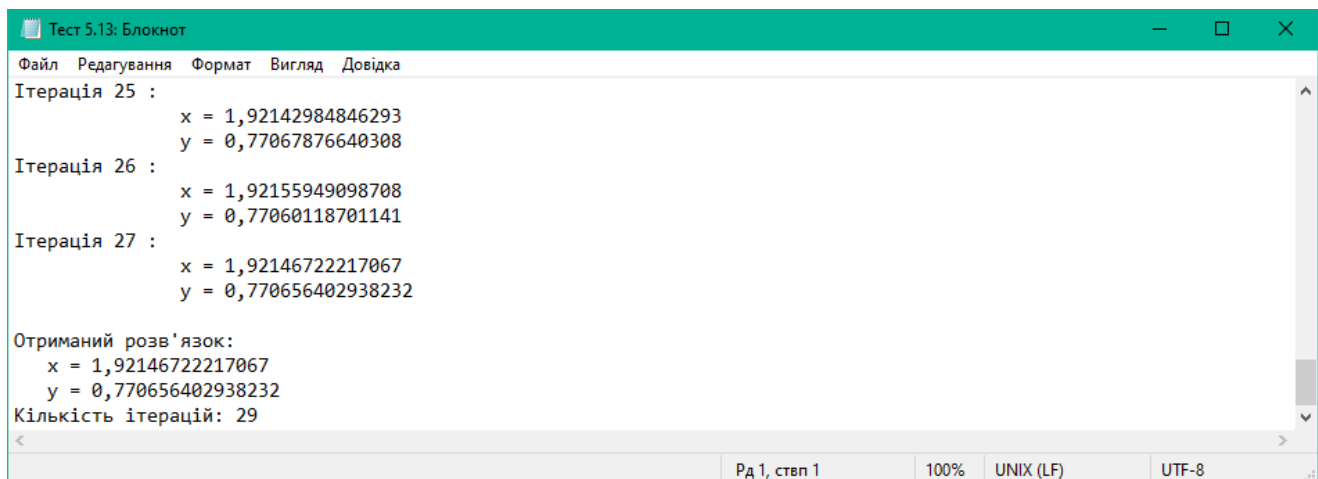 Тест 5.13: Блокнот
Файл Редагування Формат Вигляд Довідка
Ітерація 25 :
x = 1,92142984846293
y = 0,77067876640308
Ітерація 26 :
x = 1,92155949098708
y = 0,77060118701141
Ітерація 27 :
x = 1,92146722217067
y = 0,770656402938232
Отриманий розв'язок:
x = 1,92146722217067
y = 0,770656402938232
Кількість ітерацій: 29
Рд 1, ствп 1 100% UNIX (LF) UTF-8